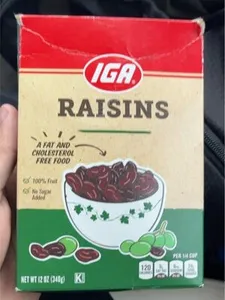 IGA
RAISINS
A FAT AND
CHOLESTEROL
FREE FOOD
100% Fruit
No Sugar
Added
PER 1/4 CUP
120
NET WT 12 OZ (340g)
K